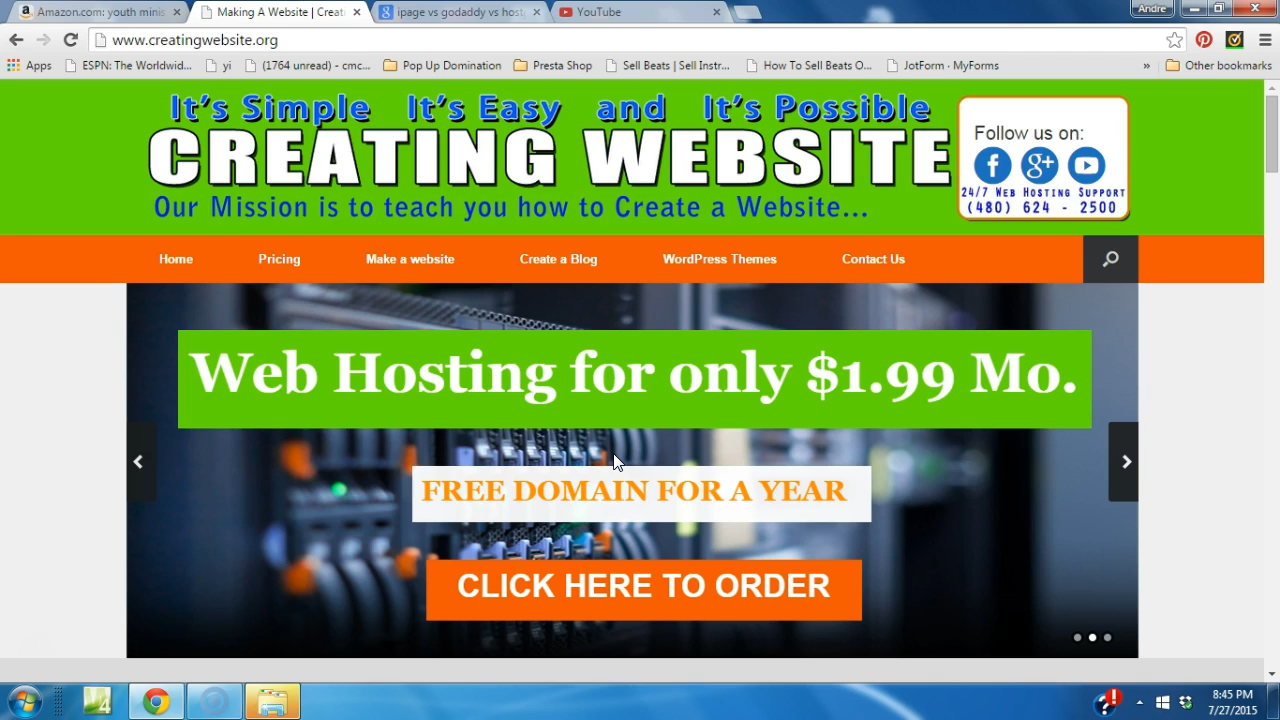 Amazon.com: youth minis
Making A Website | Creati
ipage vs godaddy vs host
YouTube
Andre
www.creatingwebsite.org
Apps
ESPN: The Worldwid...
yi
(1764 unread) - cmc...
Pop Up Domination
Presta Shop
Sell Beats | Sell Instr...
How To Sell Beats O...
JotForm · MyForms
»
Other bookmarks
It's Simple It's Easy and It's Possible
CREATING WEBSITE
Our Mission is to teach you how to Create a Website...
Follow us on:
24/7 Web Hosting Support
(480) 624 - 2500
Home
Pricing
Make a website
Create a Blog
WordPress Themes
Contact Us
Web Hosting for only $1.99 Mo.
FREE DOMAIN FOR A YEAR
CLICK HERE TO ORDER
8:45 PM
7/27/2015